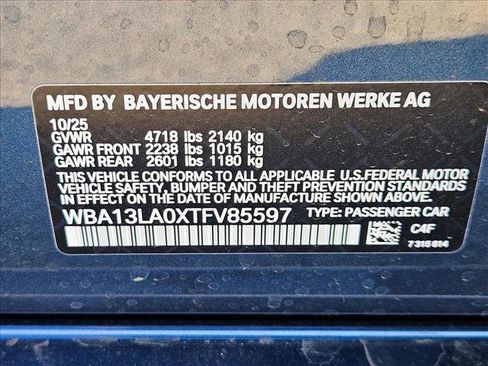 MFD BY BAYERISCHE MOTOREN WERKE AG
10/25
GVWR 4718 lbs 2140 kg
GAWR FRONT 2238 lbs 1015 kg
GAWR REAR 2601 lbs 1180 kg
THIS VEHICLE CONFORMS TO ALL APPLICABLE U.S.FEDERAL MOTOR
VEHICLE SAFETY, BUMPER, AND THEFT PREVENTION STANDARDS
IN EFFECT ON THE DATE OF MANUFACTURE SHOWN ABOVE.
WBA13LA0XTFV85597 TYPE: PASSENGER CAR
C4F
7315814